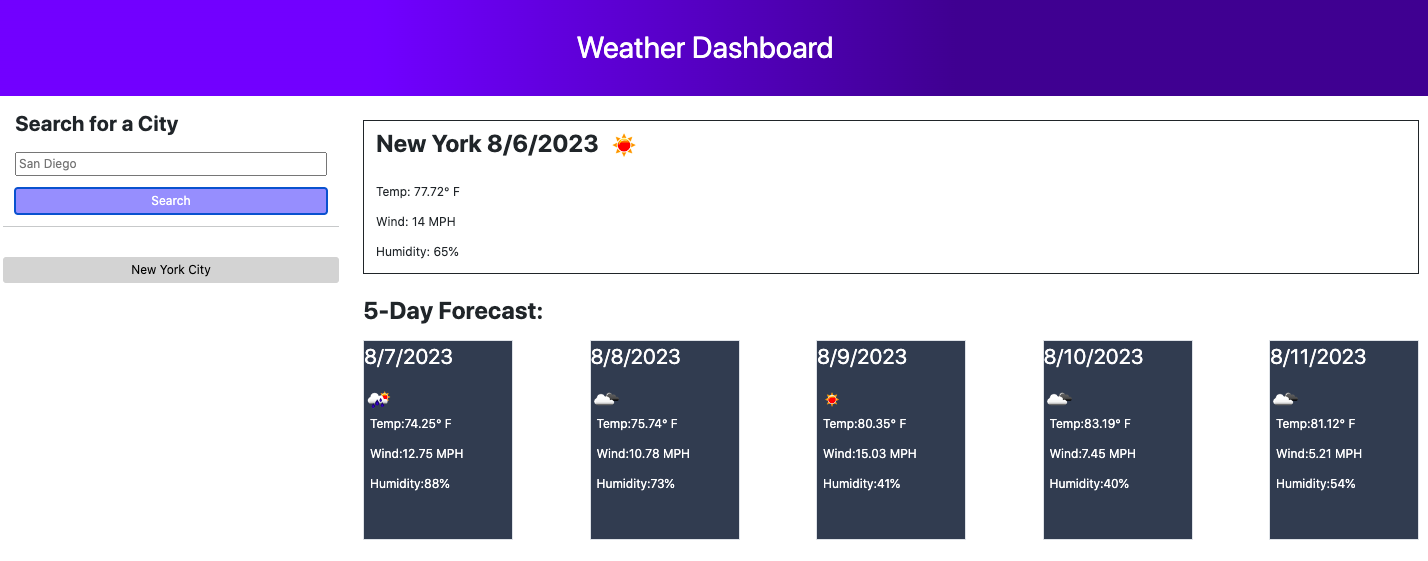 Weather Dashboard
Search for a City
San Diego
Search
New York City
New York 8/6/2023
Temp: 77.72° F
Wind: 14 MPH
Humidity: 65%
5-Day Forecast:
8/7/2023
Temp:74.25° F
Wind:12.75 MPH
Humidity:88%
8/8/2023
Temp:75.74° F
Wind:10.78 MPH
Humidity:73%
8/9/2023
Temp:80.35° F
Wind:15.03 MPH
Humidity:41%
8/10/2023
Temp:83.19° F
Wind:7.45 MPH
Humidity:40%
8/11/2023
Temp:81.12° F
Wind:5.21 MPH
Humidity:54%